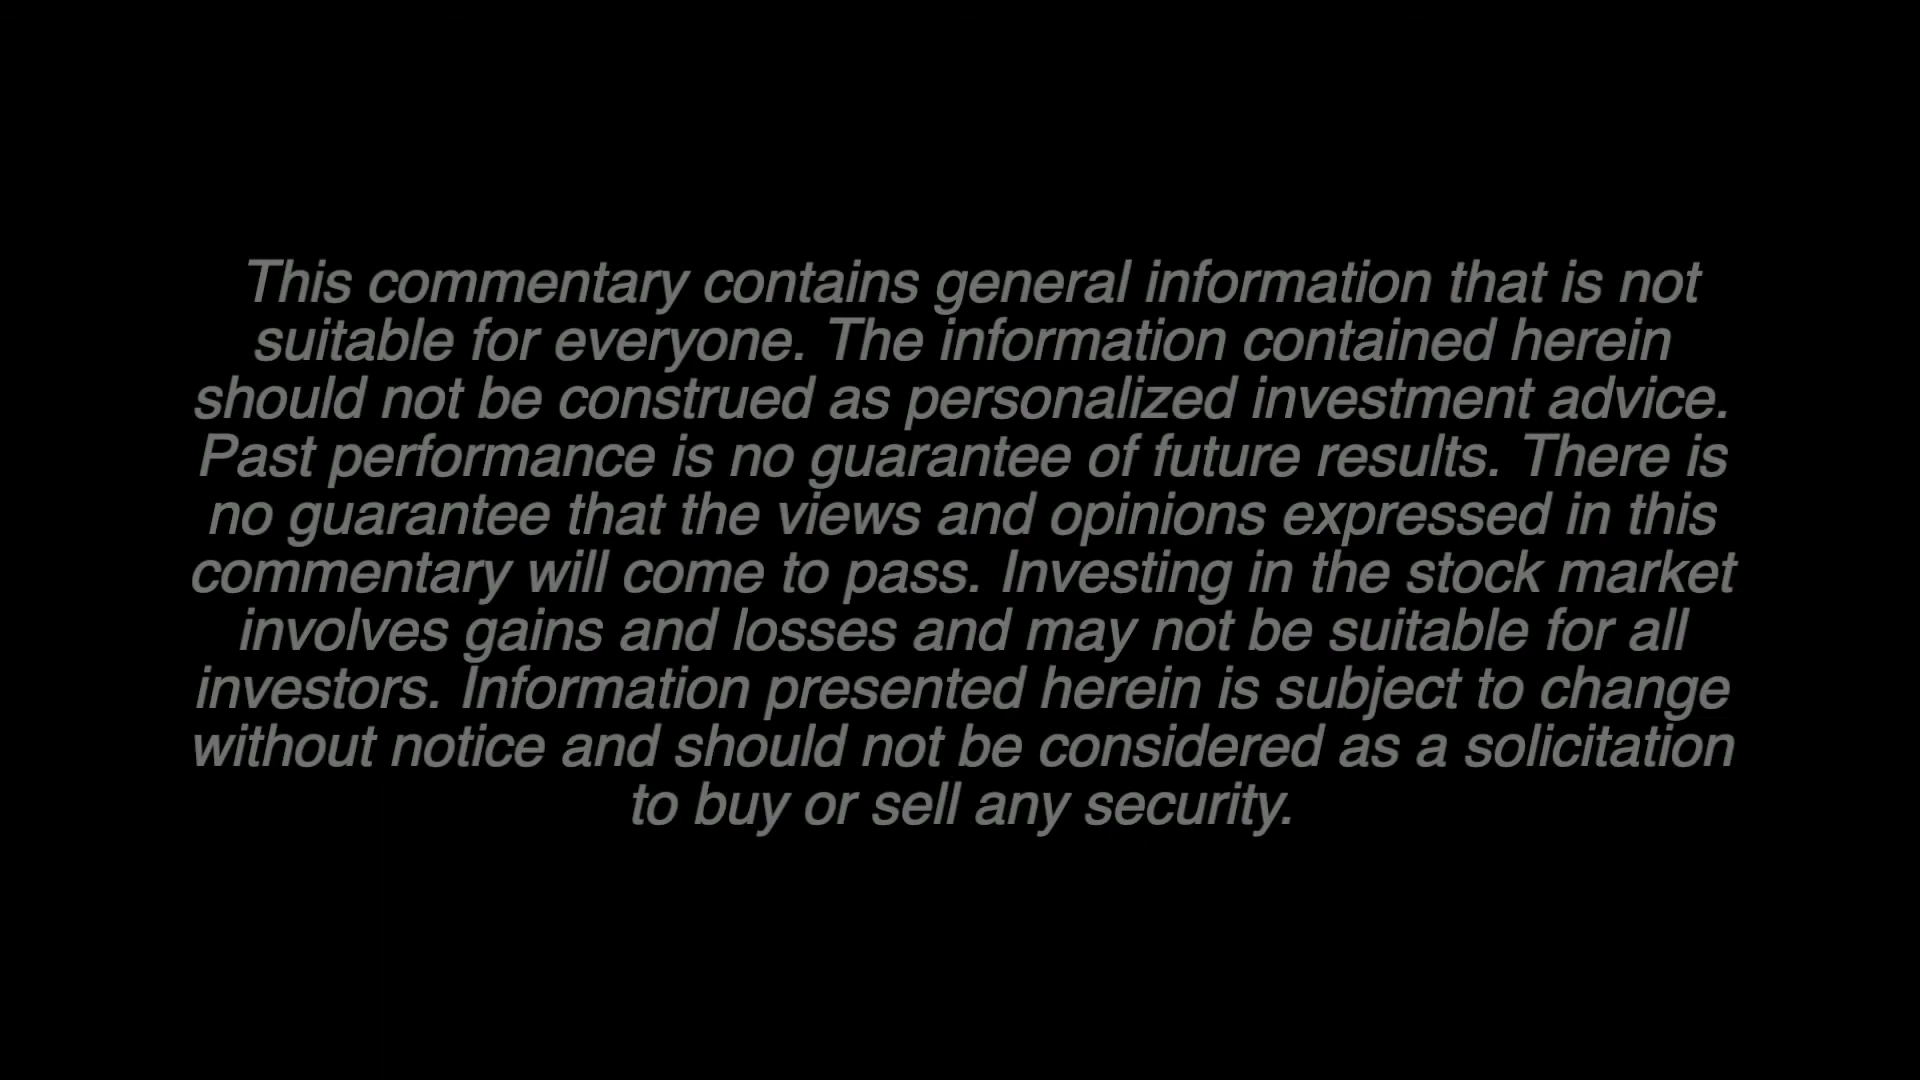 This commentary contains general information that is not
suitable for everyone. The information contained herein
should not be construed as personalized investment advice.
Past performance is no guarantee of future results. There is
no guarantee that the views and opinions expressed in this
commentary will come to pass. Investing in the stock market
involves gains and losses and may not be suitable for all
investors. Information presented herein is subject to change
without notice and should not be considered as a solicitation
to buy or sell any security.